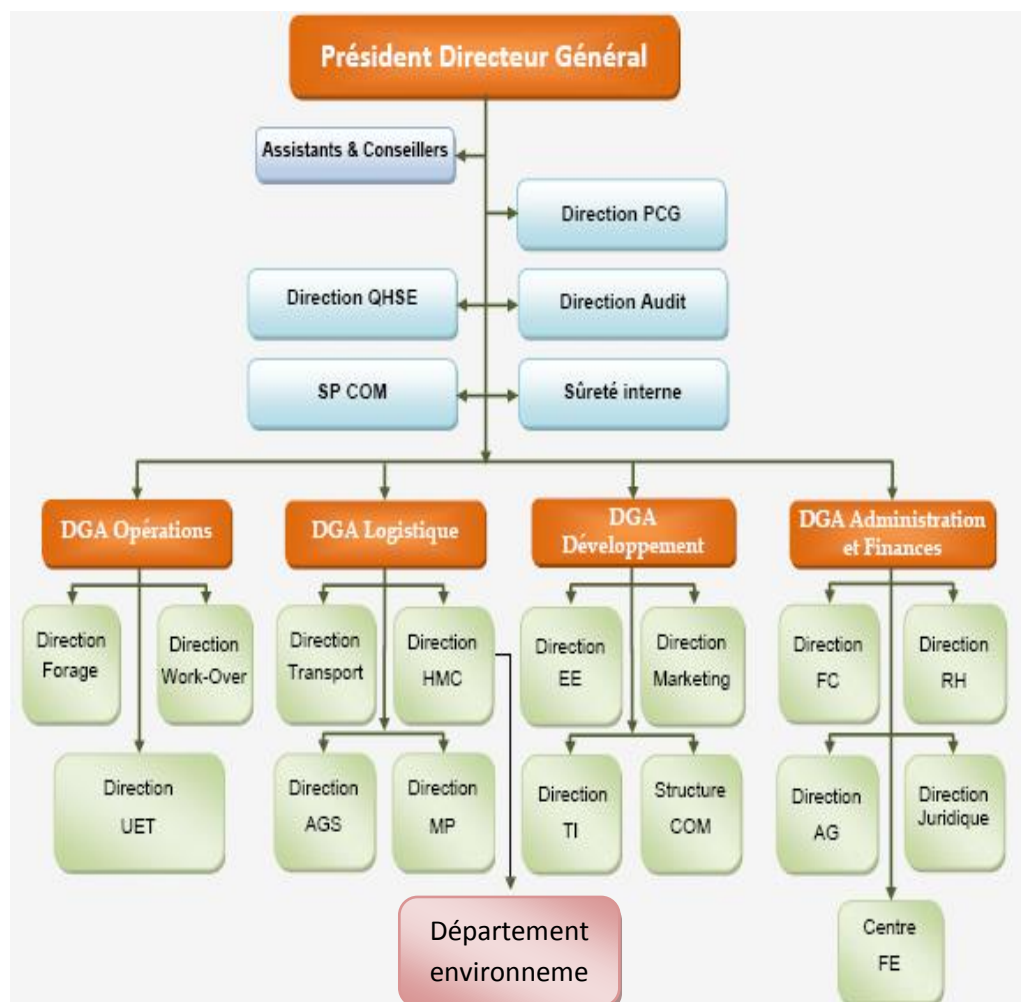 Président Directeur Général
Assistants & Conseillers
Direction PCG
Direction QHSE
Direction Audit
SP COM
Sûreté interne
DGA Opérations
DGA Logistique
DGA
Développement
DGA Administration
et Finances
Direction
Forage
Direction
Work-Over
Direction
UET
Direction
Transport
Direction
HMC
Direction
AGS
Direction
MP
Direction
EE
Direction
Marketing
Direction
TI
Structure
COM
Direction
FC
Direction
RH
Direction
AG
Direction
Juridique
Centre
FE
Département
environneme